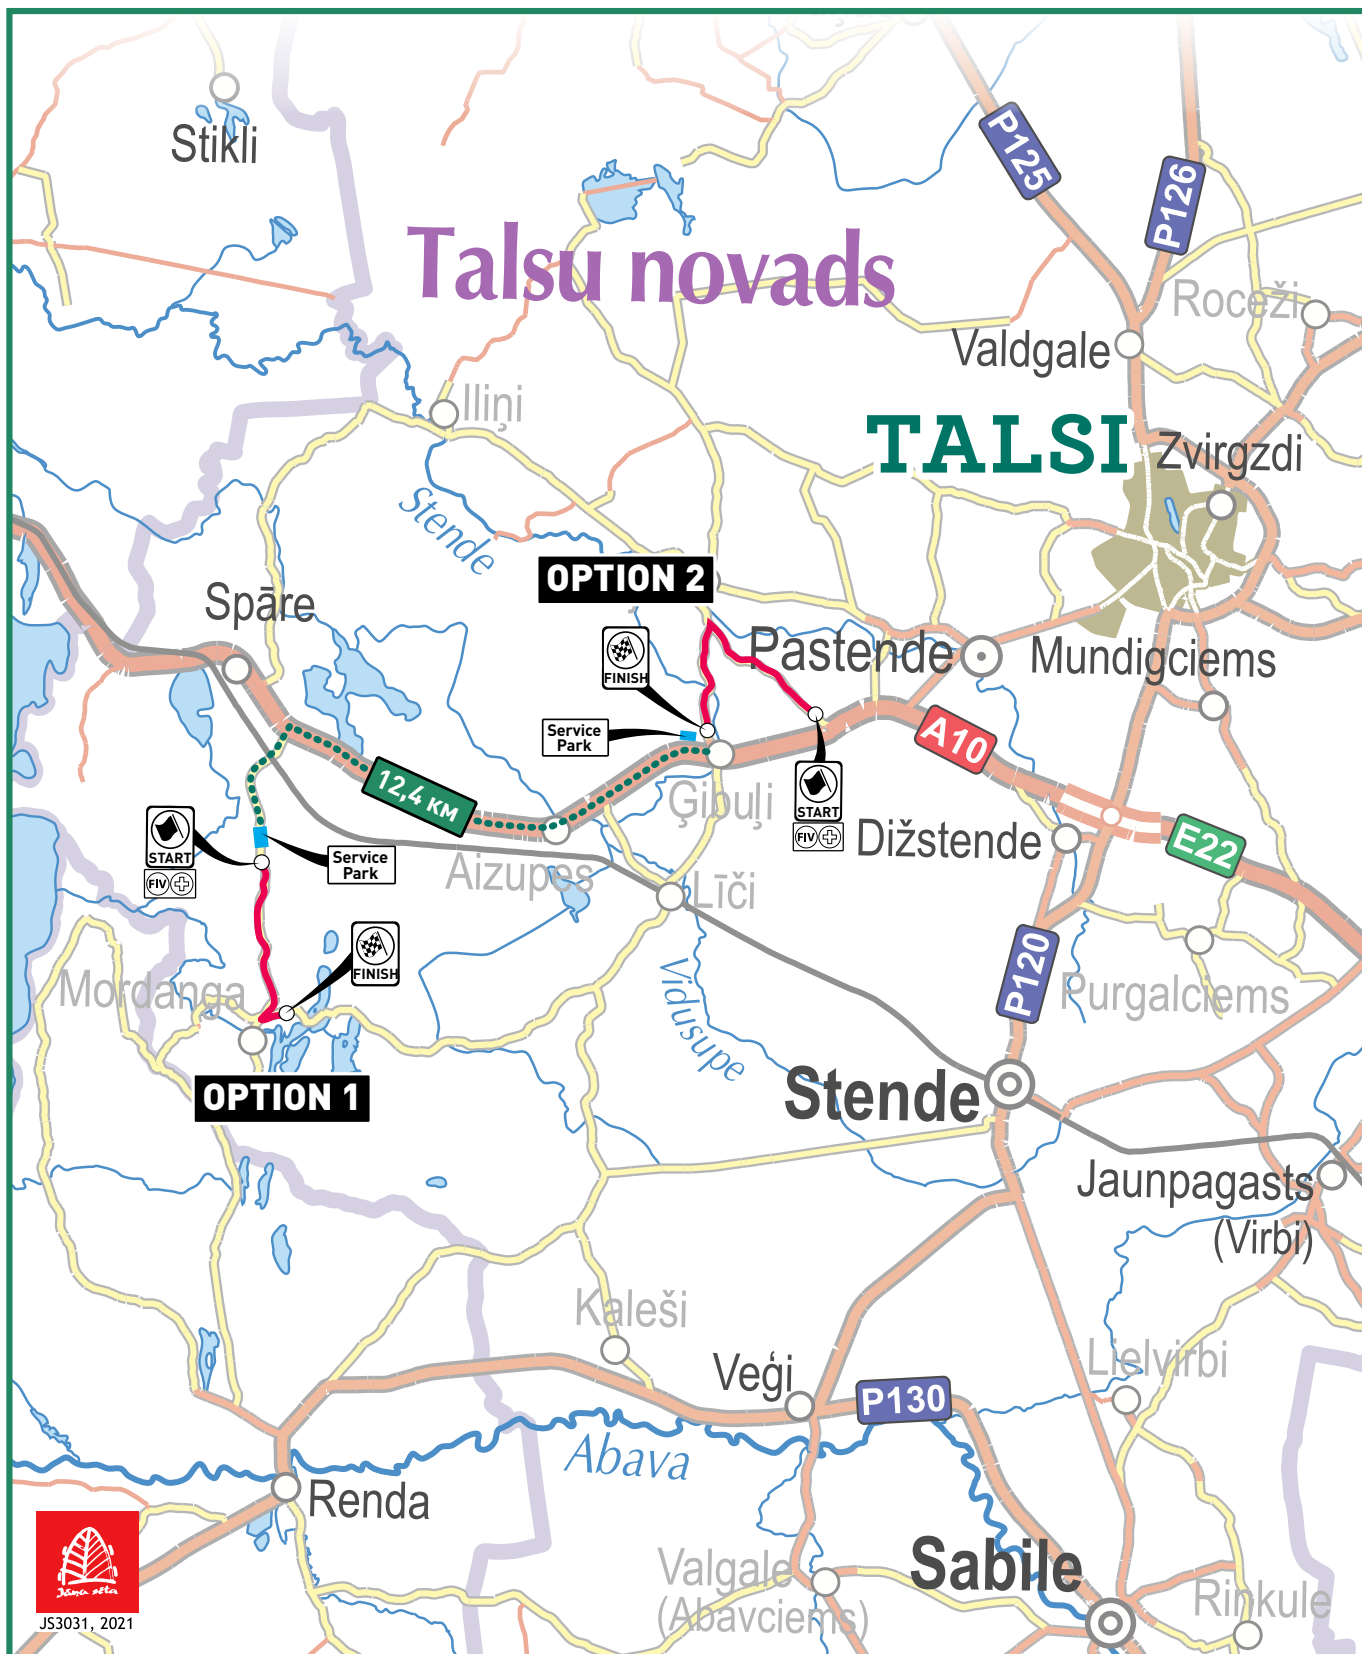 Stikli
P125
P126
Talsu novads
Roceži
Valdgale
Iliņi
TALSI
Zvirgzdi
Stende
OPTION 2
Spāre
FINISH
Pastende
Mundigciems
Service
Park
A10
12,4 KM
Ģibuļi
START
FIV
Dižstende
E22
START
FIV
Service
Park
Aizupes
Līči
FINISH
P120
Mordanga
Vidusupe
Purgalciems
OPTION 1
Stende
Jaunpagasts
(Virbi)
Kaleši
Veģi
Lielvirbi
P130
Abava
Renda
Sabile
Valgale
(Abavciems)
Rinkule
Jāņa sēta
JS3031, 2021